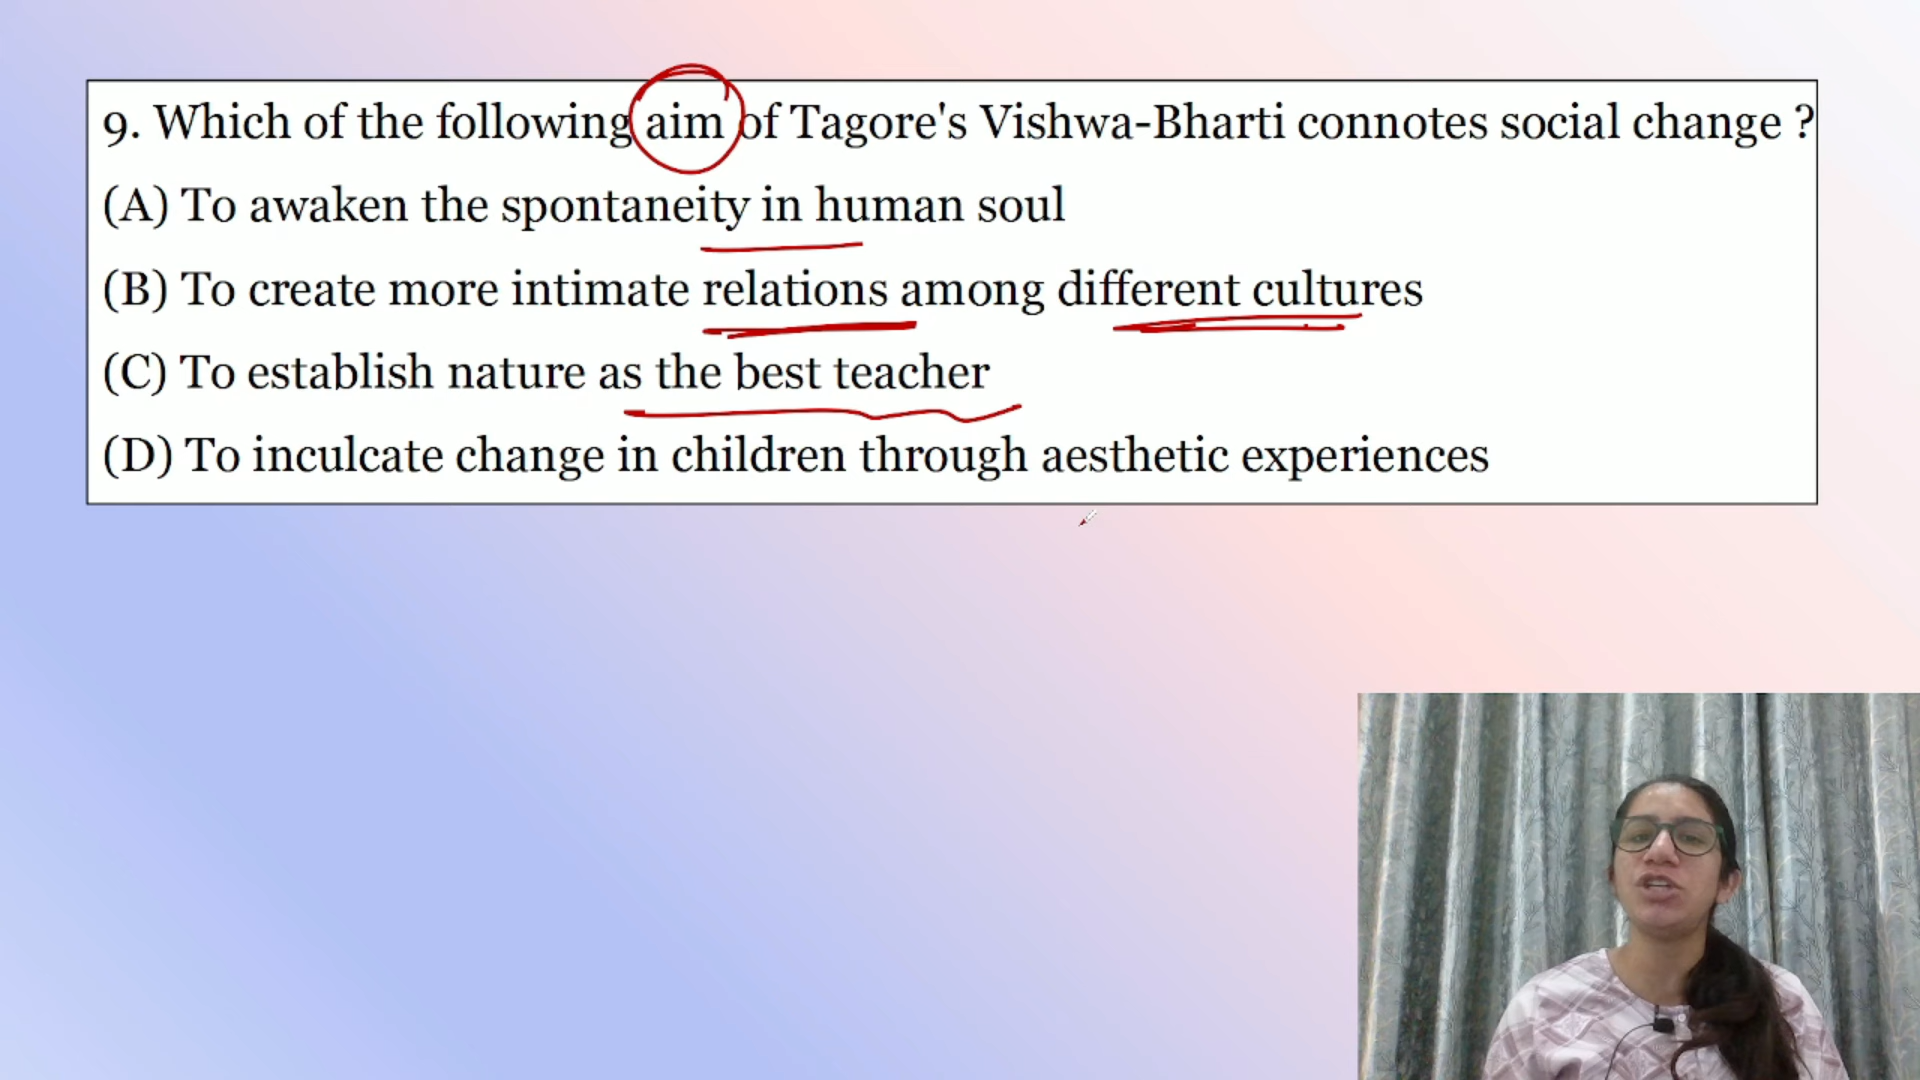 9. Which of the following aim of Tagore's Vishwa-Bharti connotes social change ?
(A) To awaken the spontaneity in human soul
(B) To create more intimate relations among different cultures
(C) To establish nature as the best teacher
(D) To inculcate change in children through aesthetic experiences